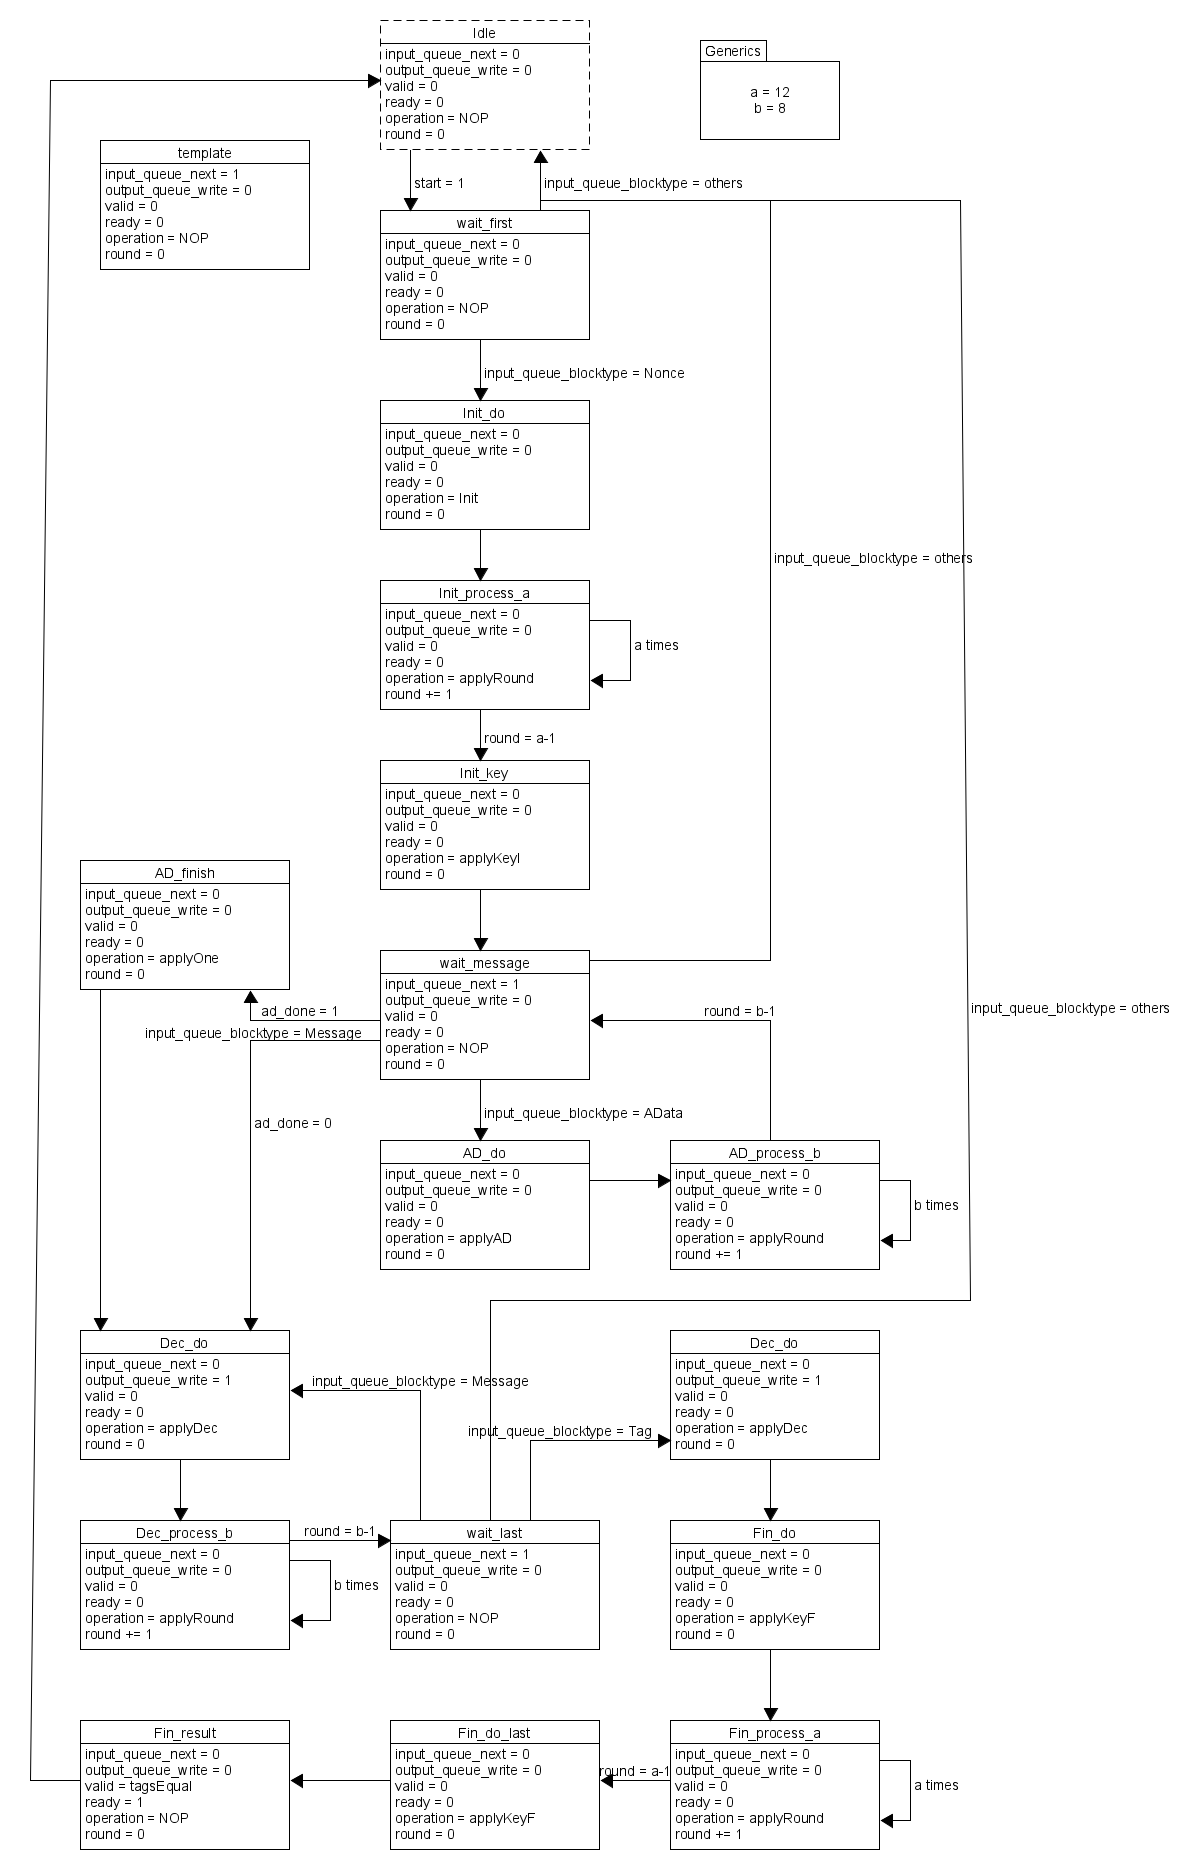 Idle
input_queue_next = 0
output_queue_write = 0
valid = 0
ready = 0
operation = NOP
round = 0
Generics
a = 12
b = 8
template
input_queue_next = 1
output_queue_write = 0
valid = 0
ready = 0
operation = NOP
round = 0
start = 1
input_queue_blocktype = others
wait_first
input_queue_next = 0
output_queue_write = 0
valid = 0
ready = 0
operation = NOP
round = 0
input_queue_blocktype = Nonce
Init_do
input_queue_next = 0
output_queue_write = 0
valid = 0
ready = 0
operation = Init
round = 0
input_queue_blocktype = others
Init_process_a
input_queue_next = 0
output_queue_write = 0
valid = 0
ready = 0
operation = applyRound
round += 1
a times
round = a-1
Init_key
input_queue_next = 0
output_queue_write = 0
valid = 0
ready = 0
operation = applyKeyI
round = 0
AD_finish
input_queue_next = 0
output_queue_write = 0
valid = 0
ready = 0
operation = applyOne
round = 0
wait_message
input_queue_next = 1
output_queue_write = 0
valid = 0
ready = 0
operation = NOP
round = 0
ad_done = 1
input_queue_blocktype = Message
round = b-1
input_queue_blocktype = others
ad_done = 0
input_queue_blocktype = AData
AD_do
input_queue_next = 0
output_queue_write = 0
valid = 0
ready = 0
operation = applyAD
round = 0
AD_process_b
input_queue_next = 0
output_queue_write = 0
valid = 0
ready = 0
operation = applyRound
round += 1
b times
Dec_do
input_queue_next = 0
output_queue_write = 1
valid = 0
ready = 0
operation = applyDec
round = 0
input_queue_blocktype = Message
input_queue_blocktype = Tag
Dec_do
input_queue_next = 0
output_queue_write = 1
valid = 0
ready = 0
operation = applyDec
round = 0
Dec_process_b
input_queue_next = 0
output_queue_write = 0
valid = 0
ready = 0
operation = applyRound
round += 1
round = b-1
b times
wait_last
input_queue_next = 1
output_queue_write = 0
valid = 0
ready = 0
operation = NOP
round = 0
Fin_do
input_queue_next = 0
output_queue_write = 0
valid = 0
ready = 0
operation = applyKeyF
round = 0
Fin_result
input_queue_next = 0
output_queue_write = 0
valid = tagsEqual
ready = 1
operation = NOP
round = 0
Fin_do_last
input_queue_next = 0
output_queue_write = 0
valid = 0
ready = 0
operation = applyKeyF
round = 0
round = a-1
Fin_process_a
input_queue_next = 0
output_queue_write = 0
valid = 0
ready = 0
operation = applyRound
round += 1
a times